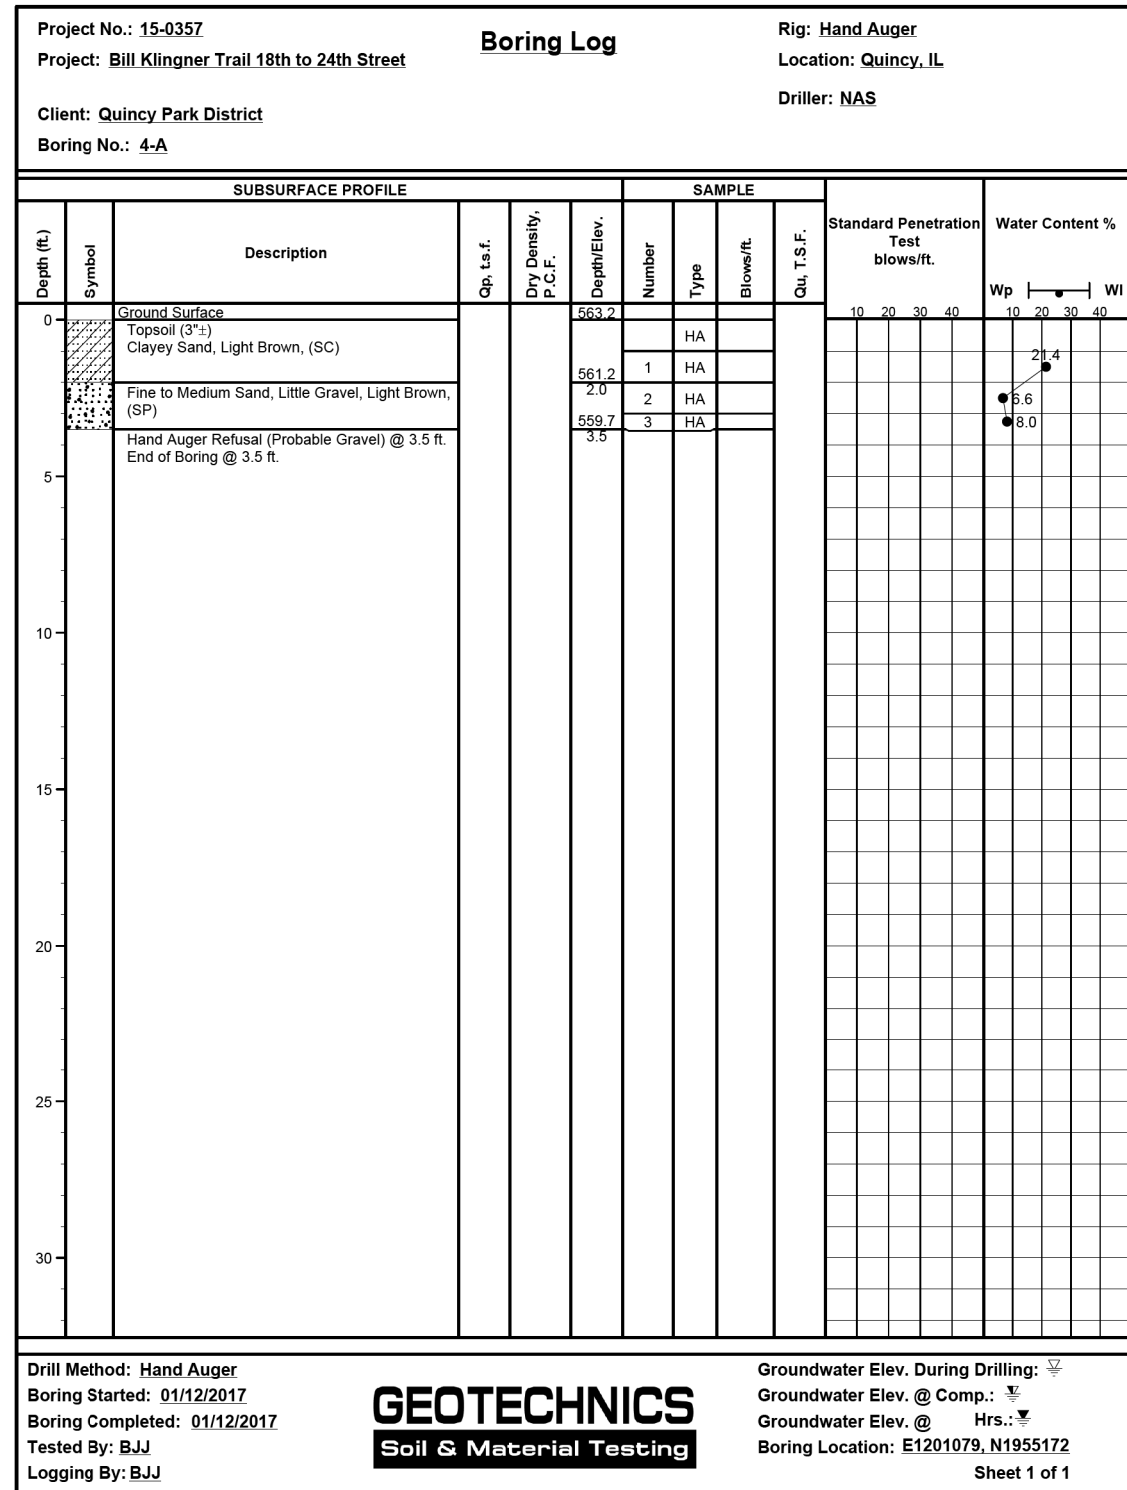 Project No.: 15-0357
Project: Bill Klingner Trail 18th to 24th Street
Client: Quincy Park District
Boring No.: 4-A
Boring Log
Rig: Hand Auger
Location: Quincy, IL
Driller: NAS
SUBSURFACE PROFILE
SAMPLE
Depth (ft.)
Symbol
Description
Qp, t.s.f.
Dry Density,
P.C.F.
Depth/Elev.
Number
Type
Blows/ft.
Qu, T.S.F.
Standard Penetration
Test
blows/ft.
10 20 30 40
Water Content %
Wp Wl
10 20 30 40
Ground Surface 563.2
0
Topsoil (3"±)
Clayey Sand, Light Brown, (SC)
HA
561.2 1 HA 21.4
2.0
Fine to Medium Sand, Little Gravel, Light Brown,
(SP)
2 HA 6.6
559.7 3 HA 8.0
3.5
Hand Auger Refusal (Probable Gravel) @ 3.5 ft.
End of Boring @ 3.5 ft.
5
10
15
20
25
30
Drill Method: Hand Auger
Boring Started: 01/12/2017
Boring Completed: 01/12/2017
Tested By: BJJ
Logging By: BJJ
GEOTECHNICS
Soil & Material Testing
Groundwater Elev. During Drilling:
Groundwater Elev. @ Comp.:
Groundwater Elev. @ Hrs.:
Boring Location: E1201079, N1955172
Sheet 1 of 1